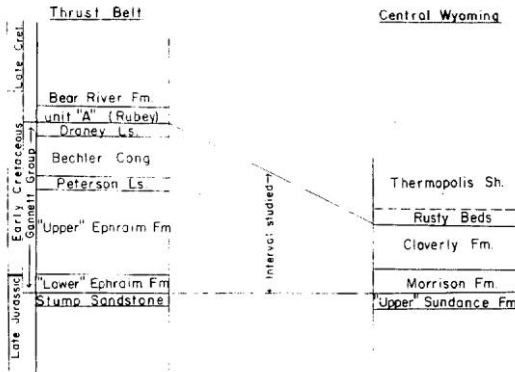 Thrust Belt
Central Wyoming
Late Cret.
Early Cretaceous
Late Jurassic
Gannett Group
Bear River Fm.
unit "A" (Rubey)
Draney Ls.
Bechler Cong
Peterson Ls
"Upper" Ephraim Fm
"Lower" Ephraim Fm
Stump Sandstone
Interval studied
Thermopolis Sh.
Rusty Beds
Cloverly Fm.
Morrison Fm.
"Upper" Sundance Fm